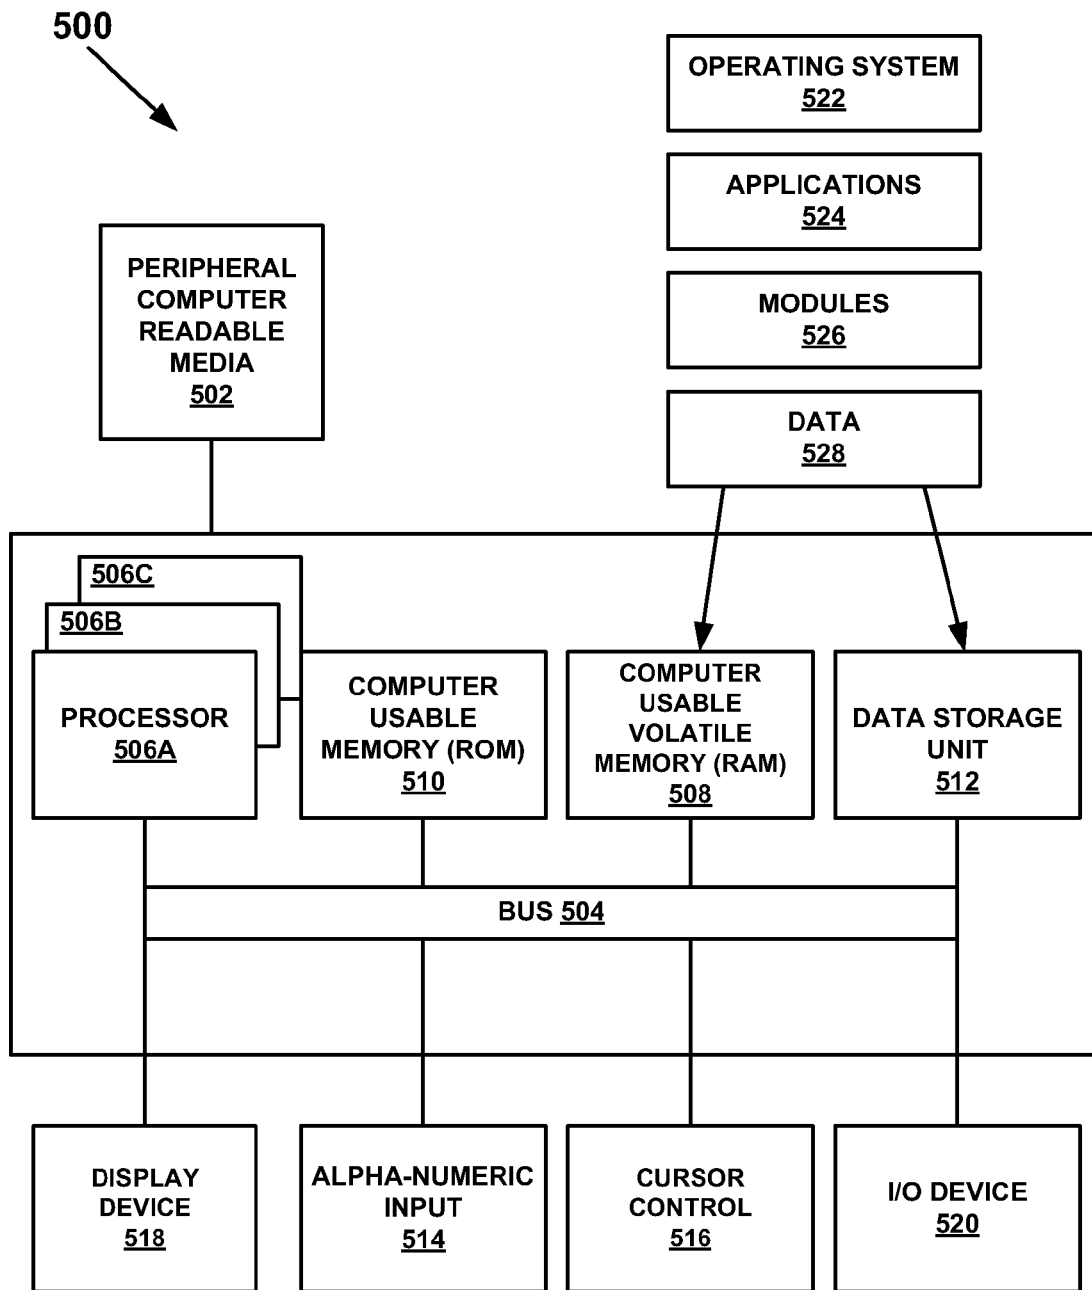 500
OPERATING SYSTEM
522
APPLICATIONS
524
MODULES
526
DATA
528
PERIPHERAL
COMPUTER
READABLE
MEDIA
502
506C
506B
PROCESSOR
506A
COMPUTER
USABLE
MEMORY (ROM)
510
COMPUTER
USABLE
VOLATILE
MEMORY (RAM)
508
DATA STORAGE
UNIT
512
BUS 504
DISPLAY
DEVICE
518
ALPHA-NUMERIC
INPUT
514
CURSOR
CONTROL
516
I/O DEVICE
520